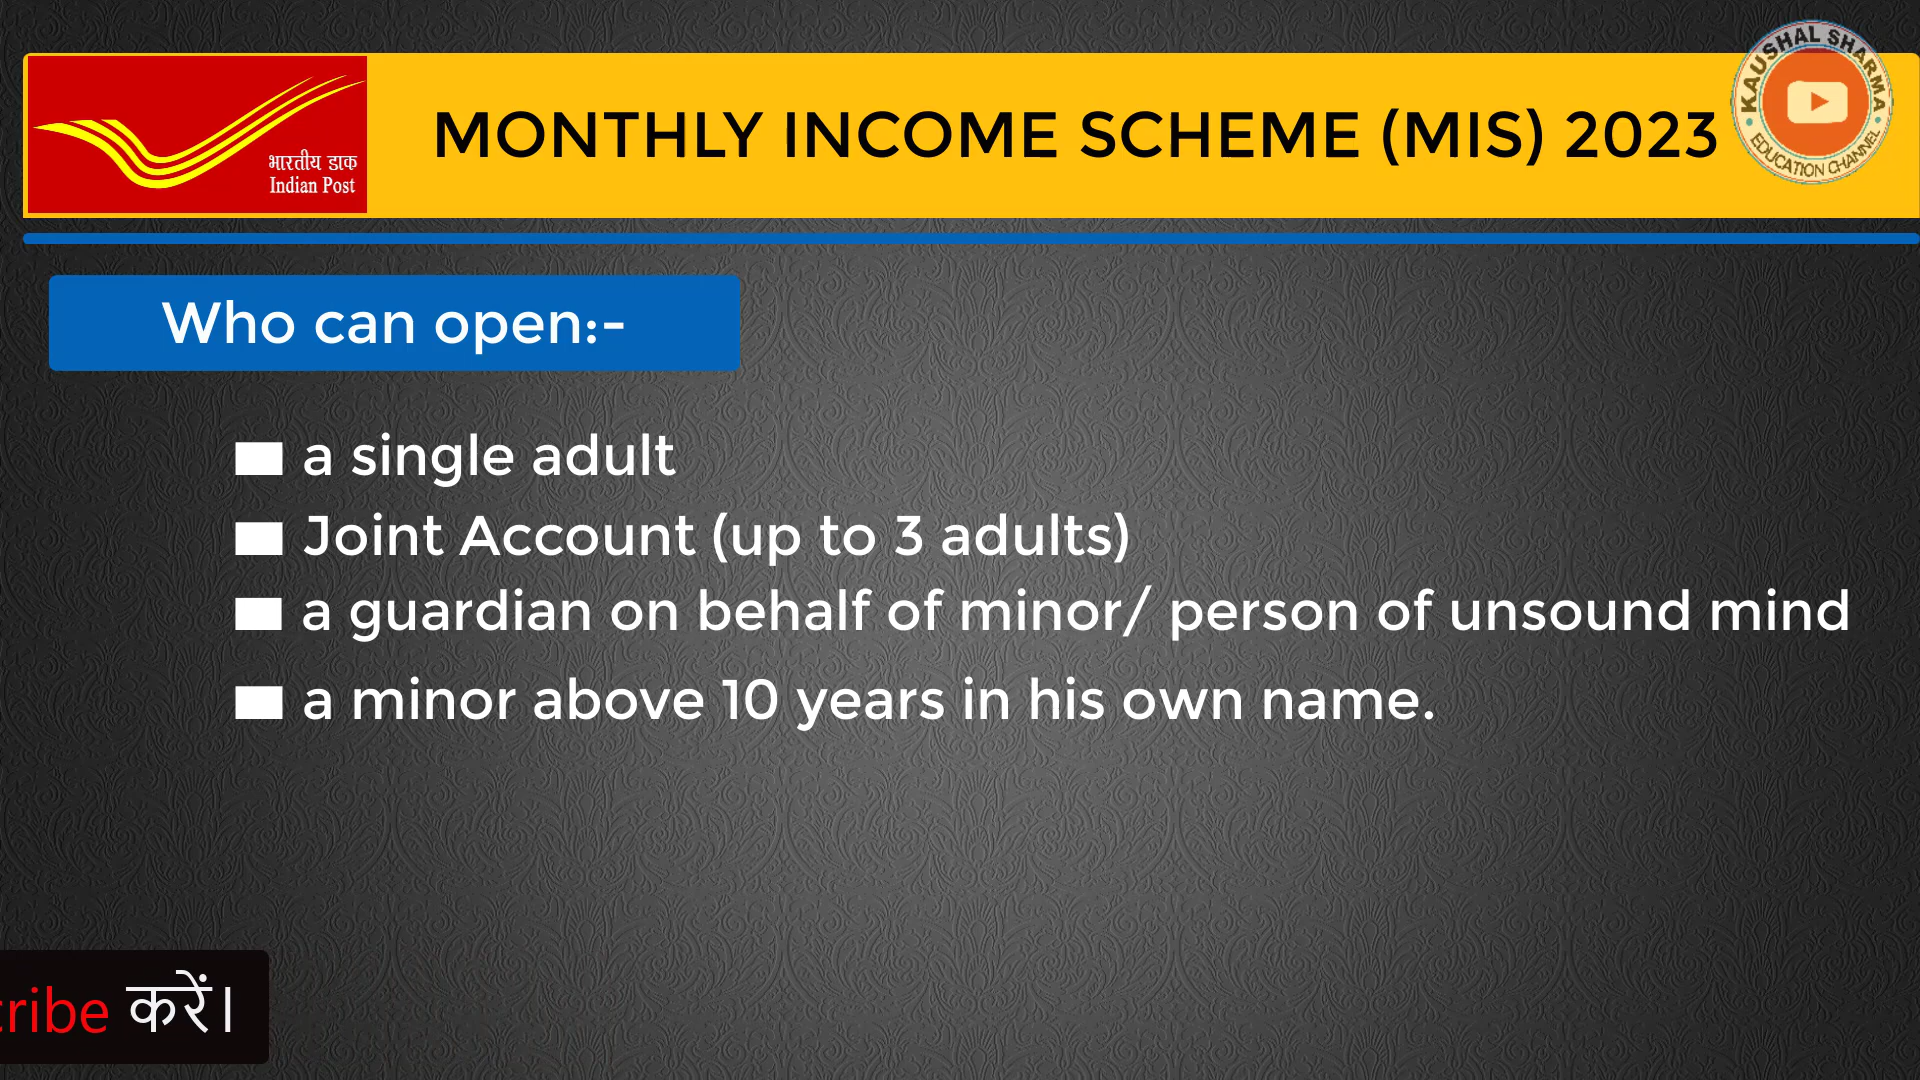 भारतीय डाक
Indian Post
MONTHLY INCOME SCHEME (MIS) 2023
KAUSHAL SHARMA
EDUCATION CHANNEL
Who can open:-
a single adult
Joint Account (up to 3 adults)
a guardian on behalf of minor/ person of unsound mind
a minor above 10 years in his own name.
cribe करें।